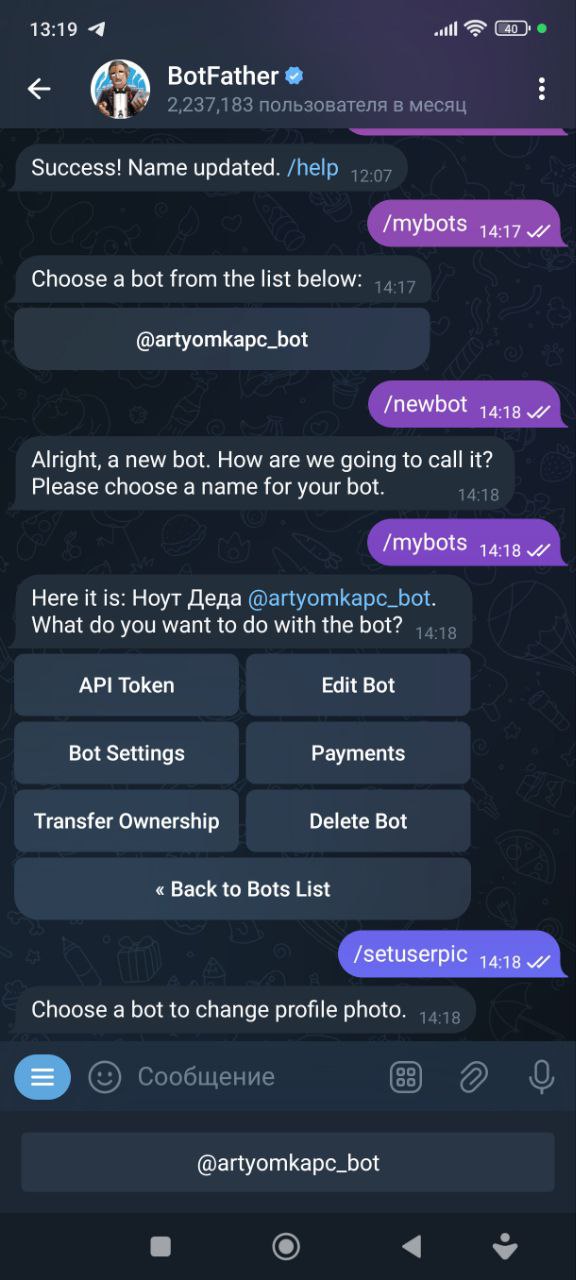 13:19
40
BotFather
2,237,183 пользователя в месяц
Success! Name updated. /help 12:07
/mybots 14:17
Choose a bot from the list below: 14:17
@artyomkapc_bot
/newbot 14:18
Alright, a new bot. How are we going to call it?
Please choose a name for your bot. 14:18
/mybots 14:18
Here it is: Ноут Деда @artyomkapc_bot.
What do you want to do with the bot? 14:18
API Token
Edit Bot
Bot Settings
Payments
Transfer Ownership
Delete Bot
« Back to Bots List
/setuserpic 14:18
Choose a bot to change profile photo. 14:18
Сообщение
@artyomkapc_bot